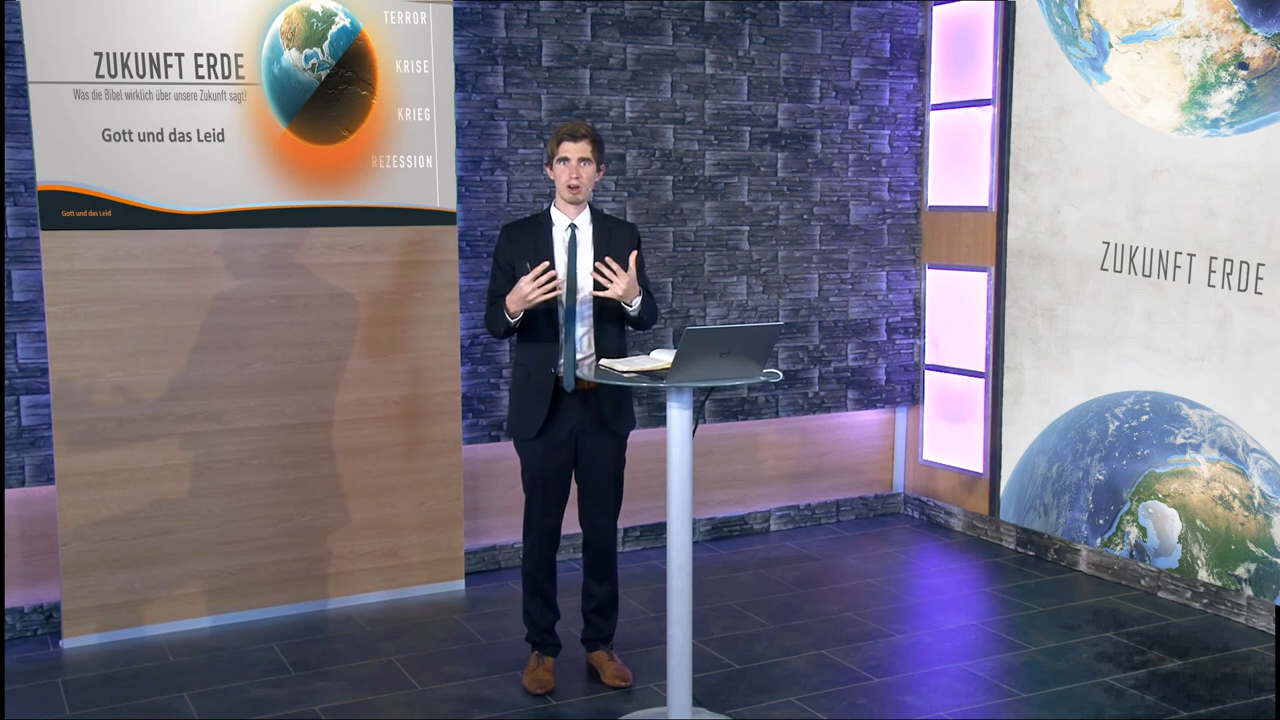 ZUKUNFT ERDE
Was die Bibel wirklich über unsere Zukunft sagt!
Gott und das Leid
TERROR
KRISE
KRIEG
REZESSION
Gott und das Leid
ZUKUNFT ERDE